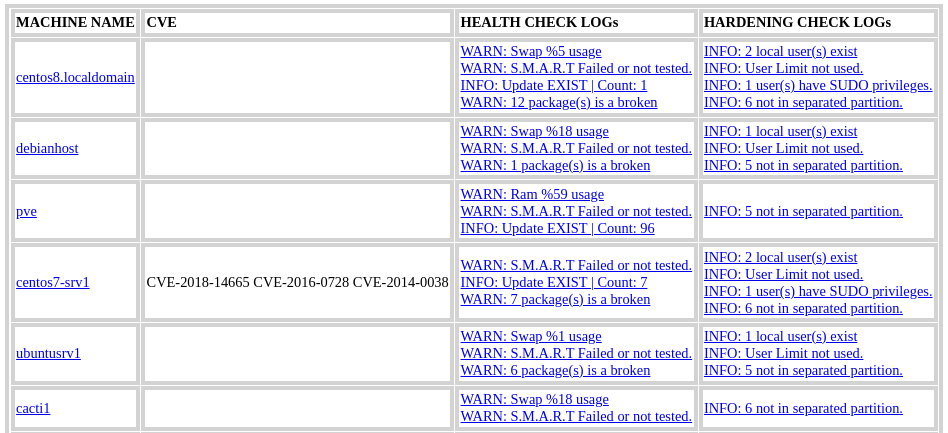 MACHINE NAME CVE HEALTH CHECK LOGs HARDENING CHECK LOGs
centos8.localdomain
WARN: Swap %5 usage
WARN: S.M.A.R.T Failed or not tested.
INFO: Update EXIST | Count: 1
WARN: 12 package(s) is a broken
INFO: 2 local user(s) exist
INFO: User Limit not used.
INFO: 1 user(s) have SUDO privileges.
INFO: 6 not in separated partition.
debianhost
WARN: Swap %18 usage
WARN: S.M.A.R.T Failed or not tested.
WARN: 1 package(s) is a broken
INFO: 1 local user(s) exist
INFO: User Limit not used.
INFO: 5 not in separated partition.
pve
WARN: Ram %59 usage
WARN: S.M.A.R.T Failed or not tested.
INFO: Update EXIST | Count: 96
INFO: 5 not in separated partition.
centos7-srv1
CVE-2018-14665 CVE-2016-0728 CVE-2014-0038
WARN: S.M.A.R.T Failed or not tested.
INFO: Update EXIST | Count: 7
WARN: 7 package(s) is a broken
INFO: 2 local user(s) exist
INFO: User Limit not used.
INFO: 1 user(s) have SUDO privileges.
INFO: 6 not in separated partition.
ubuntusrv1
WARN: Swap %1 usage
WARN: S.M.A.R.T Failed or not tested.
WARN: 6 package(s) is a broken
INFO: 1 local user(s) exist
INFO: User Limit not used.
INFO: 5 not in separated partition.
cacti1
WARN: Swap %18 usage
WARN: S.M.A.R.T Failed or not tested.
INFO: 6 not in separated partition.